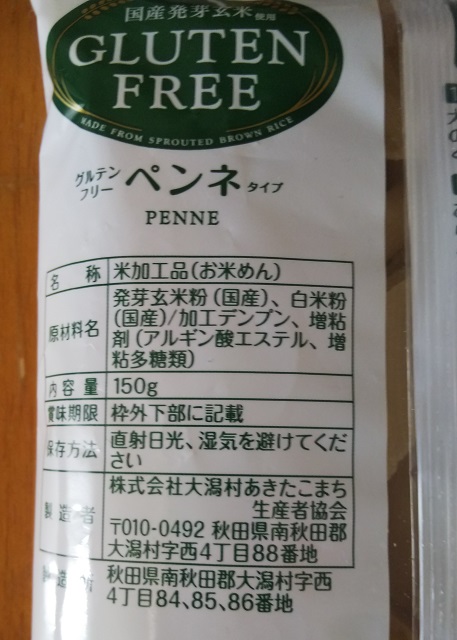 国産発芽玄米使用
GLUTEN
FREE
MADE FROM SPROUTED BROWN RICE
グルテン
フリー
ペンネ タイプ
PENNE
名 称 米加工品(お米めん)
原材料名 発芽玄米粉(国産)、白米粉
(国産)/加工デンプン、増粘
剤(アルギン酸エステル、増
粘多糖類)
内容量 150g
賞味期限 枠外下部に記載
保存方法 直射日光、湿気を避けてくだ
さい
製造者 株式会社大潟村あきたこまち
生産者協会
〒010-0492 秋田県南秋田郡
大潟村字西4丁目88番地
秋田県南秋田郡大潟村字西
4丁目84、85、86番地